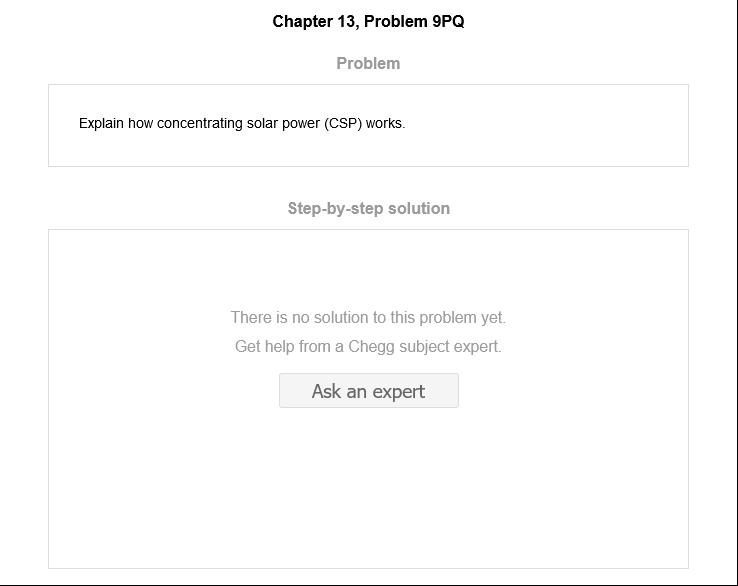 Chapter 13, Problem 9PQ
Problem
Explain how concentrating solar power (CSP) works.
Step-by-step solution
There is no solution to this problem yet.
Get help from a Chegg subject expert.
Ask an expert